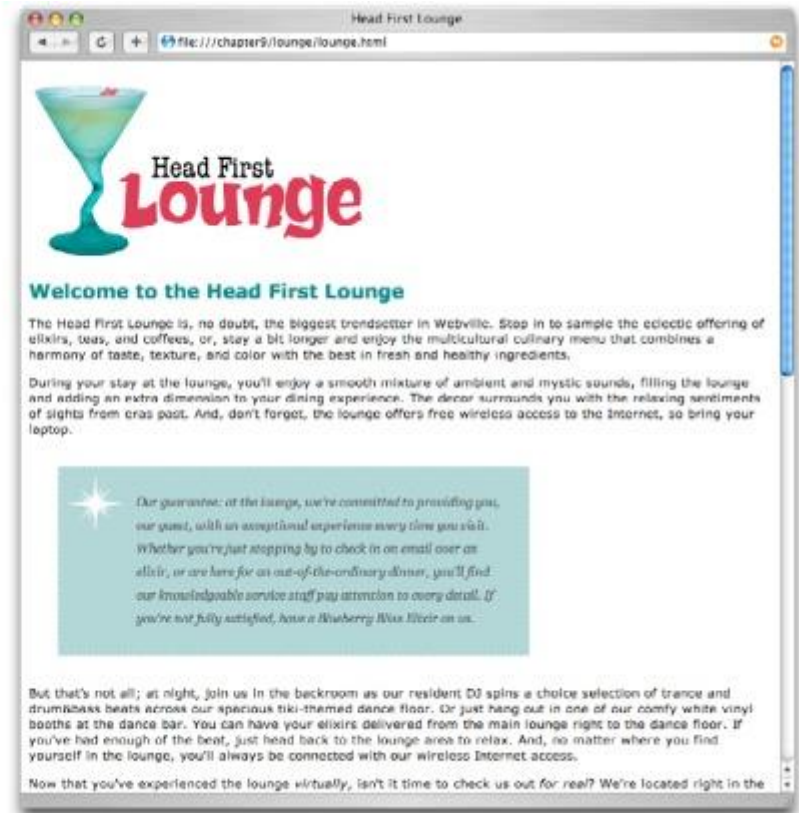 Head First Lounge
file:///chapter9/lounge/lounge.html
Head First
Lounge
Welcome to the Head First Lounge
The Head First Lounge is, no doubt, the biggest trendsetter in Webville. Stop in to sample the eclectic offering of
elixirs, teas, and coffees, or, stay a bit longer and enjoy the multicultural culinary menu that combines a
harmony of taste, texture, and color with the best in fresh and healthy ingredients.
During your stay at the lounge, you'll enjoy a smooth mixture of ambient and mystic sounds, filling the lounge
and adding an extra dimension to your dining experience. The decor surrounds you with the relaxing sentiments
of sights from eras past. And, don't forget, the lounge offers free wireless access to the Internet, so bring your
laptop.
Our guarantee: at the lounge, we're committed to providing you,
our guest, with an exceptional experience every time you visit.
Whether you're just stopping by to check in on email over an
elixir, or are here for an out-of-the-ordinary dinner, you'll find
our knowledgeable service staff pay attention to every detail. If
you're not fully satisfied, have a Blueberry Bliss Elixir on us.
But that's not all; at night, join us in the backroom as our resident DJ spins a choice selection of trance and
drum&bass beats across our spacious tiki-themed dance floor. Or just hang out in one of our comfy white vinyl
booths at the dance bar. You can have your elixirs delivered from the main lounge right to the dance floor. If
you've had enough of the beat, just head back to the lounge area to relax. And, no matter where you find
yourself in the lounge, you'll always be connected with our wireless Internet access.
Now that you've experienced the lounge virtually, isn't it time to check us out for real? We're located right in the